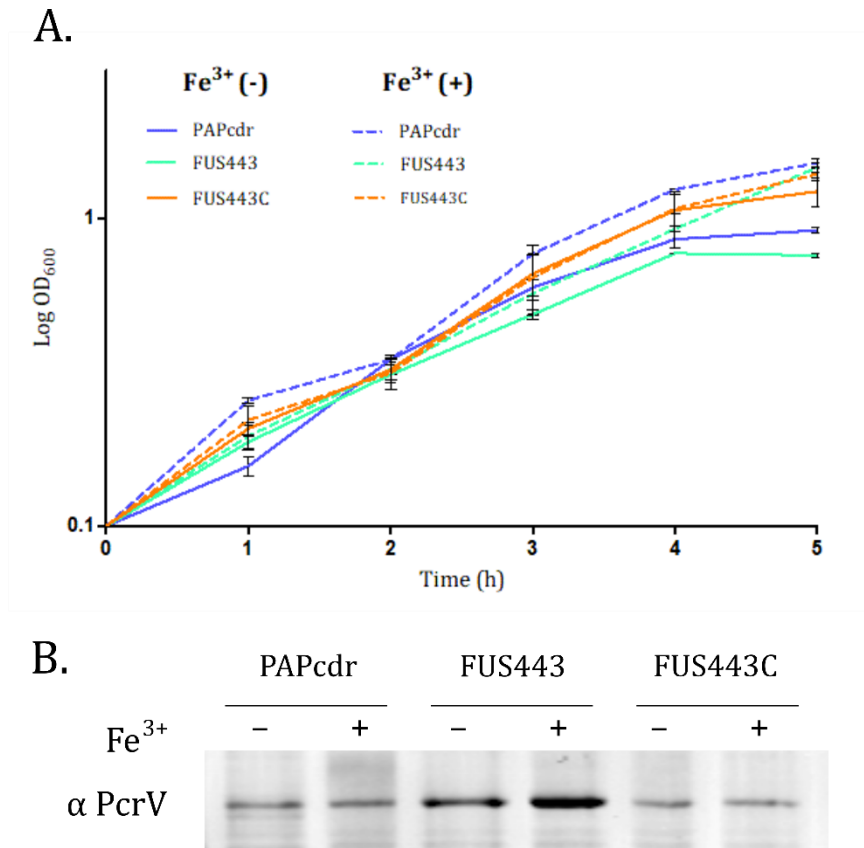 A.
Fe³⁺ (-) Fe³⁺ (+)
PAPcdr PAPcdr
FUS443 FUS443
FUS443C FUS443C
1
Log OD₆₀₀
0.1
0 1 2 3 4 5
Time (h)
B.
PAPcdr FUS443 FUS443C
Fe³⁺ – + – + – +
α PcrV